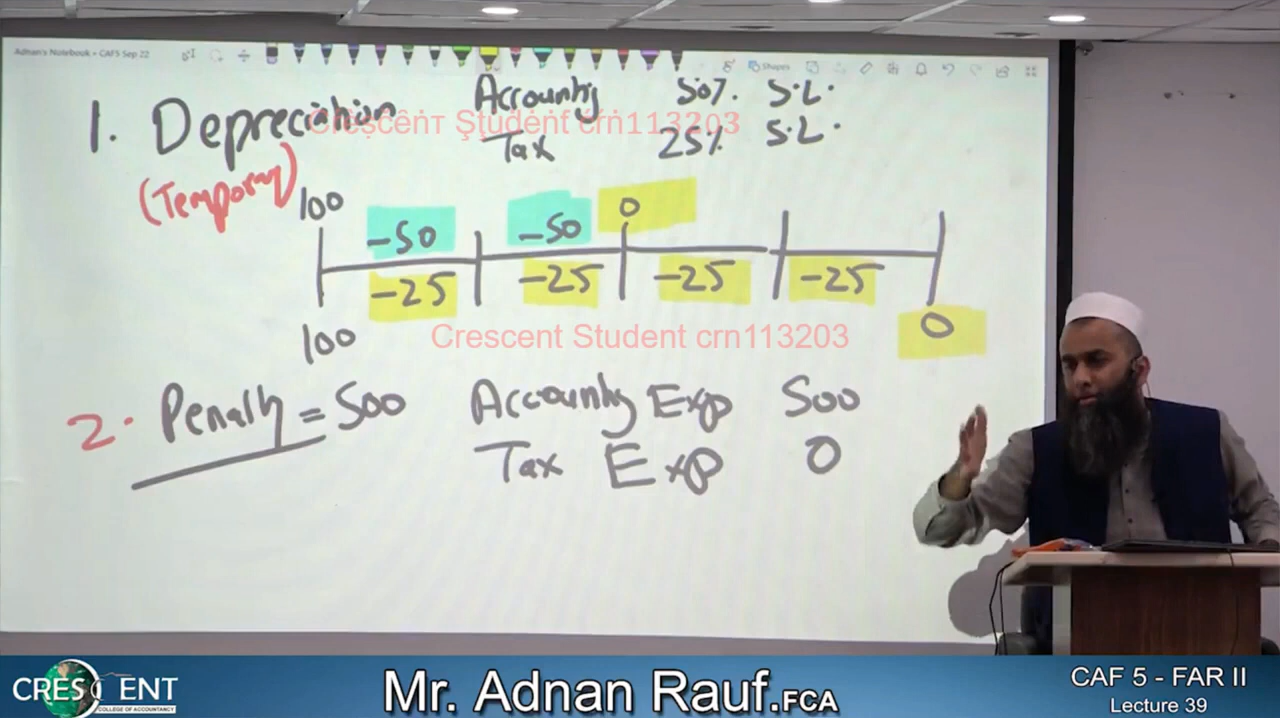 Adnan's Notebook » CAF5 Sep 22
Shapes
1. Depreciation Accounting 50%. S.L.
Crescent Student crn113203
Tax 25% S.L.
(Temporary)
100 -50 -50 0
-25 -25 -25 -25
100 0
Crescent Student crn113203
2. Penalty = 500 Accounting Exp 500
Tax Exp 0
CRESCENT
COLLEGE OF ACCOUNTANCY
Mr. Adnan Rauf.FCA
CAF 5 - FAR II
Lecture 39